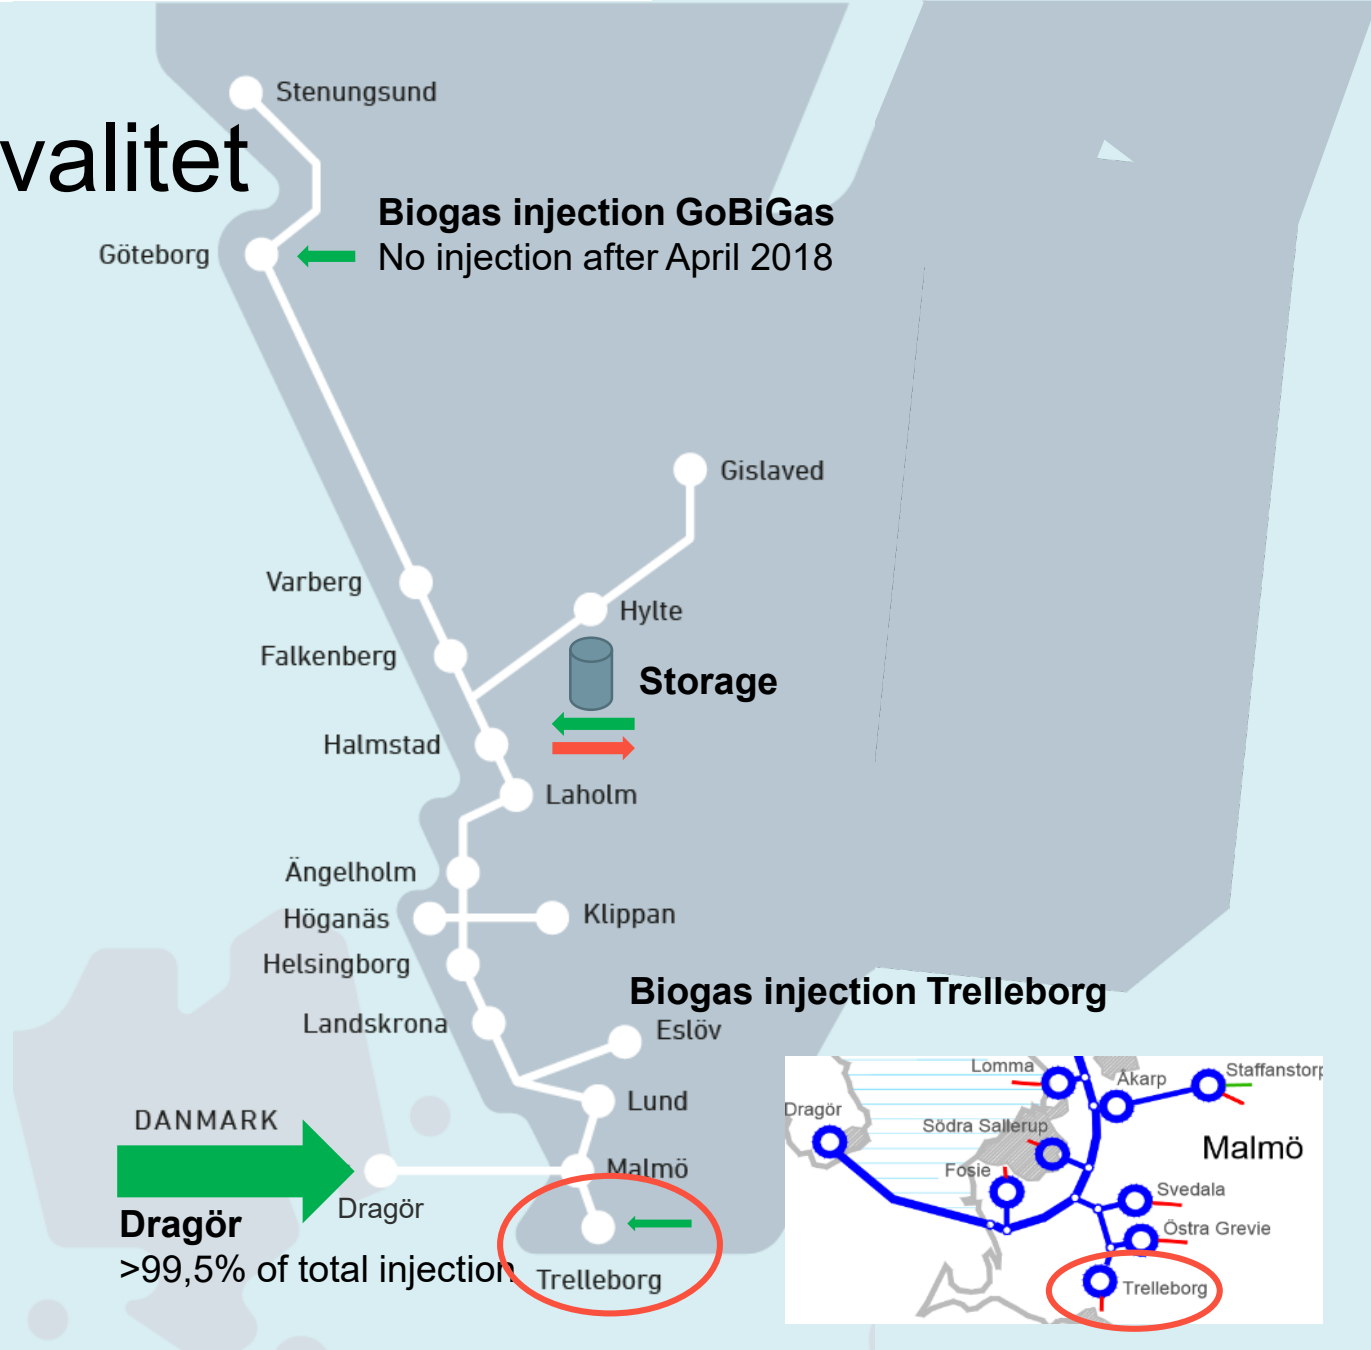 Stenungsund
valitet
Biogas injection GoBiGas
No injection after April 2018
Göteborg
Gislaved
Varberg
Hylte
Falkenberg
Storage
Halmstad
Laholm
Ängelholm
Höganäs
Klippan
Helsingborg
Biogas injection Trelleborg
Landskrona
Eslöv
Lund
DANMARK
Malmö
Dragör
Dragör
>99,5% of total injection
Trelleborg
Lomma
Åkarp
Staffanstorp
Dragör
Södra Sallerup
Malmö
Fosie
Svedala
Östra Grevie
Trelleborg